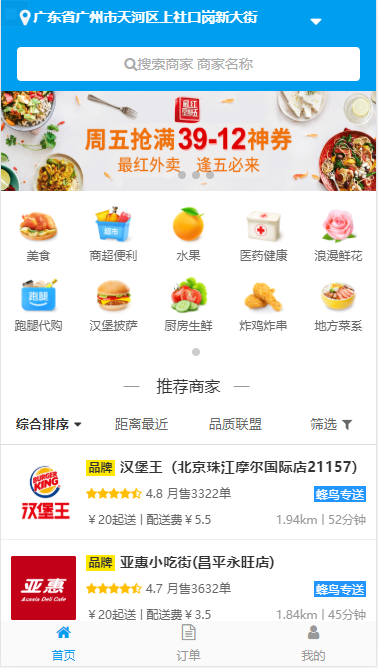 广东省广州市天河区上社口岗新大街
搜索商家 商家名称
红
周五抢满39-12神券
最红外卖 逢五必来
美食
超市
商超便利
水果
医药健康
浪漫鲜花
跑腿
跑腿代购
汉堡披萨
厨房生鲜
炸鸡炸串
地方菜系
推荐商家
综合排序
距离最近
品质联盟
筛选
BURGER KING
汉堡王
品牌 汉堡王（北京珠江摩尔国际店21157）
4.8 月售3322单
蜂鸟专送
￥20起送 | 配送费￥5.5
1.94km | 52分钟
亚惠
Acasia Deli Cafe
品牌 亚惠小吃街(昌平永旺店)
4.7 月售3632单
蜂鸟专送
￥20起送 | 配送费￥3.5
1.84km | 45分钟
首页
订单
我的